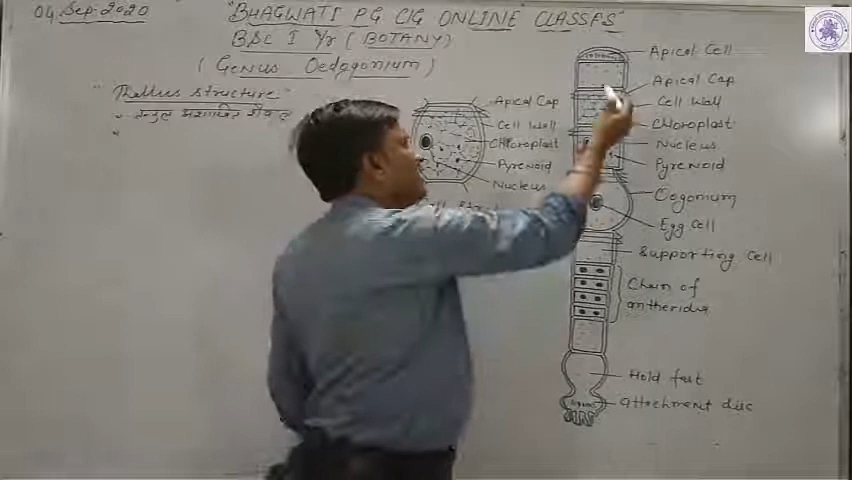 04 Sep-2020
"BHAGWATI PG ClG ONLINE CLASSES"
BSc I Yr (BOTANY)
(Genus Oedogonium)
"Thallus structure"
Apical Cap
Cell Wall
Chloroplast
Pyrenoid
Nucleus
Apical Cell
Apical Cap
Cell Wall
Chloroplast
Nucleus
Pyrenoid
Oogonium
Egg Cell
Supporting Cell
Chain of
antheridia
Hold fast
attachment disc